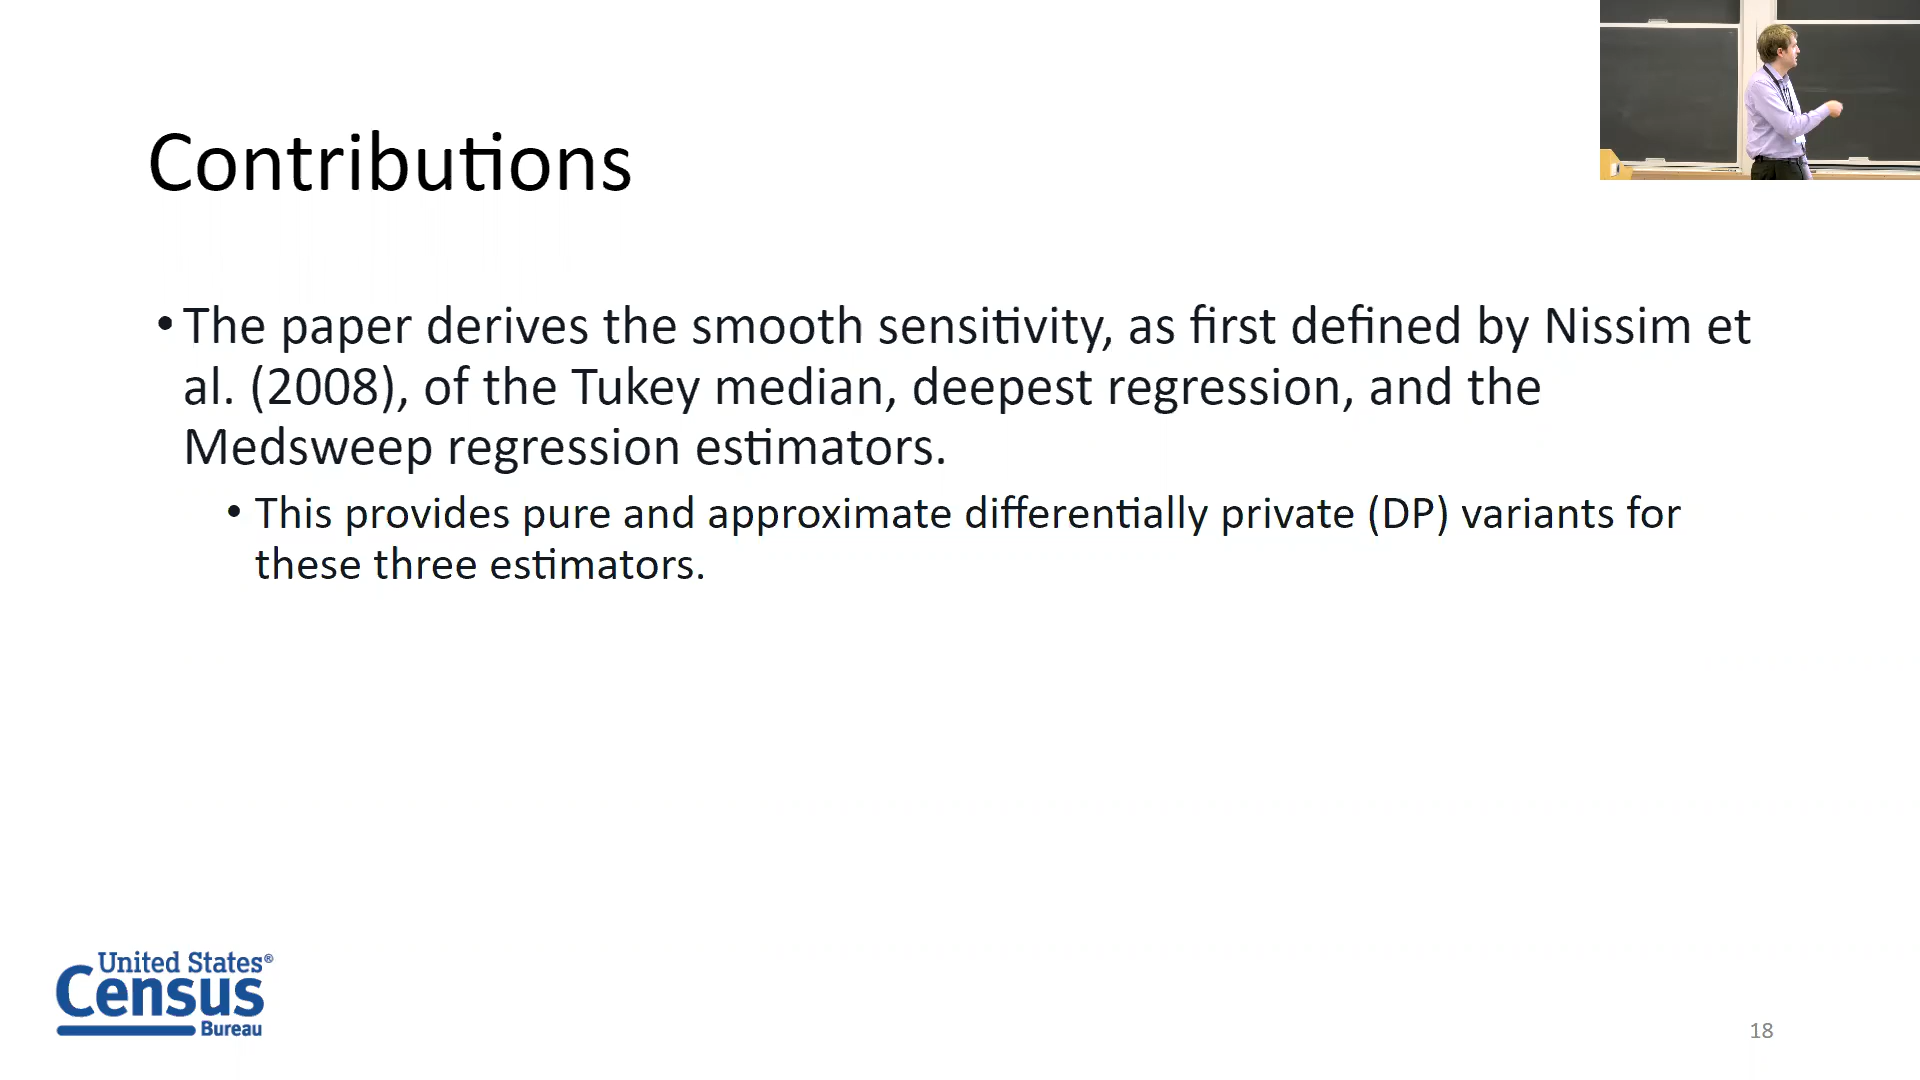 Contributions
• The paper derives the smooth sensitivity, as first defined by Nissim et
al. (2008), of the Tukey median, deepest regression, and the
Medsweep regression estimators.
• This provides pure and approximate differentially private (DP) variants for
these three estimators.
United States®
Census
Bureau
18